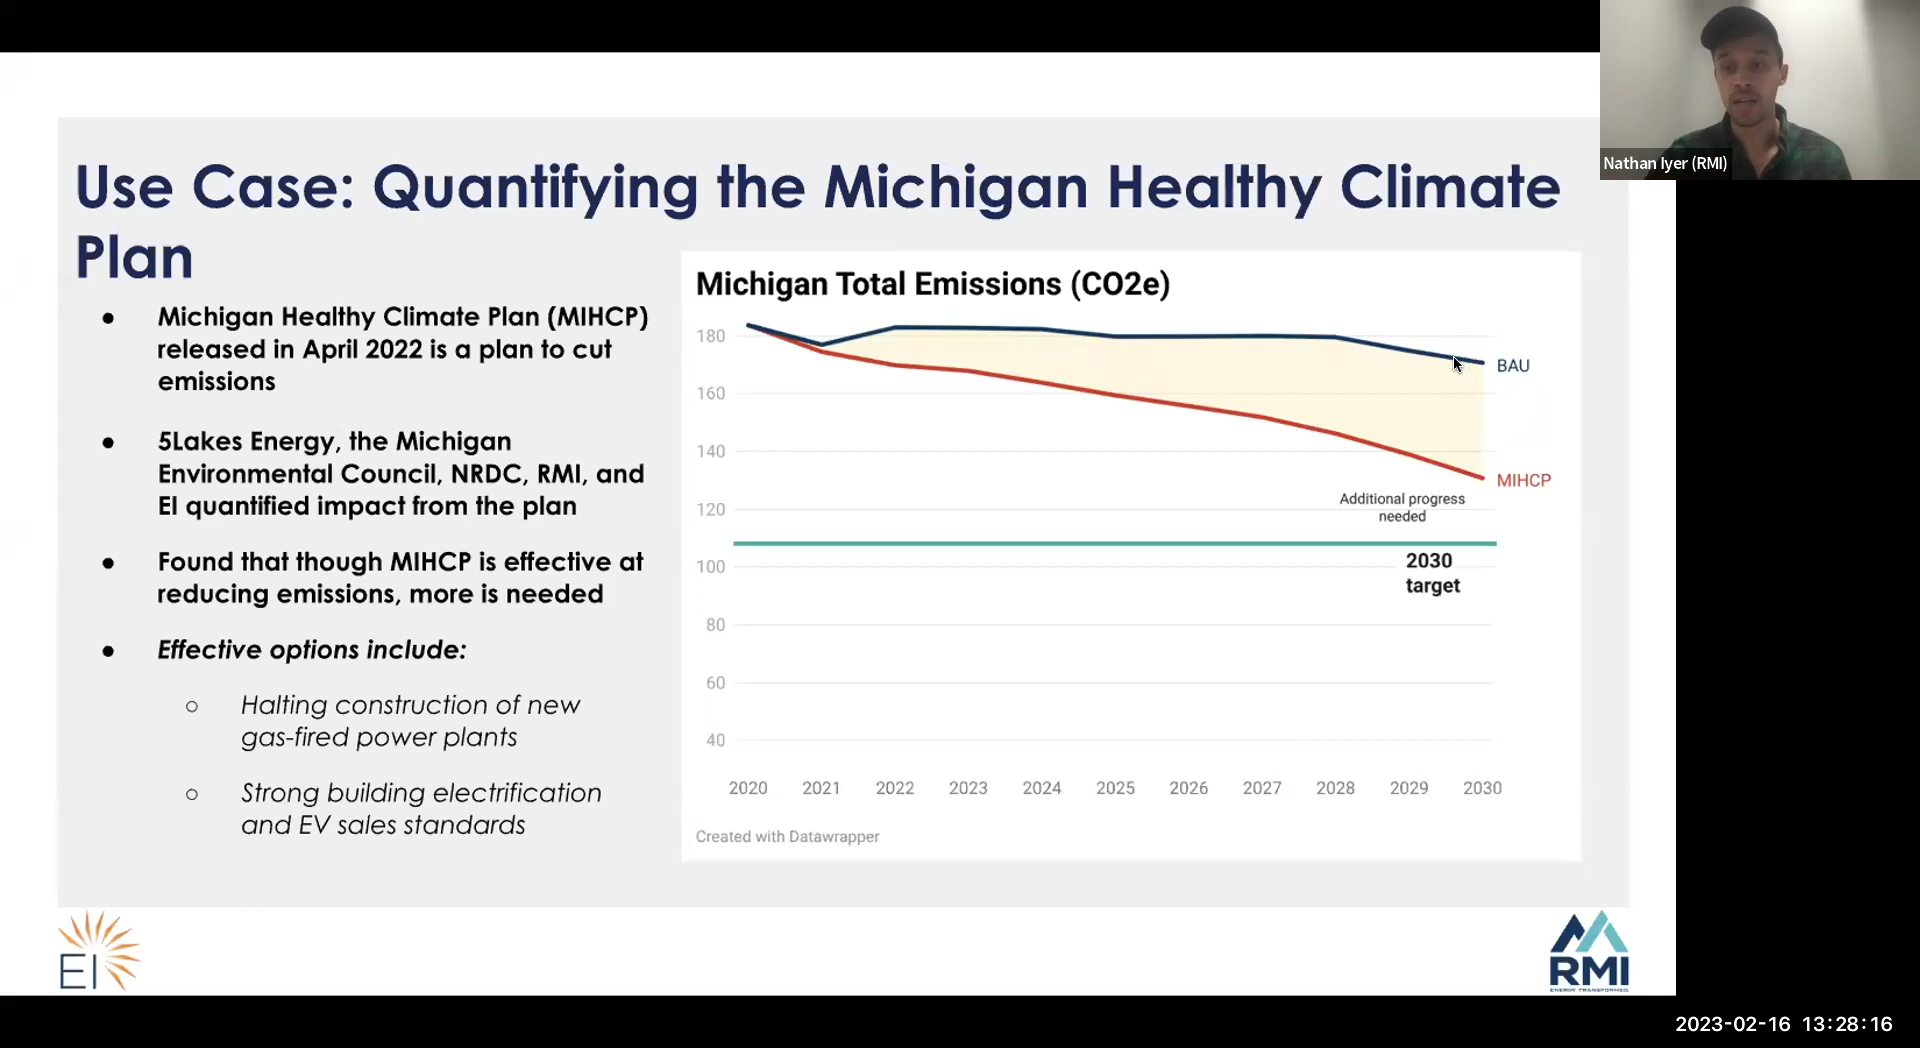 Use Case: Quantifying the Michigan Healthy Climate
Plan
● Michigan Healthy Climate Plan (MIHCP)
released in April 2022 is a plan to cut
emissions
● 5Lakes Energy, the Michigan
Environmental Council, NRDC, RMI, and
EI quantified impact from the plan
● Found that though MIHCP is effective at
reducing emissions, more is needed
● Effective options include:
○ Halting construction of new
gas-fired power plants
○ Strong building electrification
and EV sales standards
Michigan Total Emissions (CO2e)
180
160
140
120
100
80
60
40
BAU
MIHCP
Additional progress
needed
2030
target
2020 2021 2022 2023 2024 2025 2026 2027 2028 2029 2030
Created with Datawrapper
Nathan Iyer (RMI)
EI
RMI
ENERGY. TRANSFORMED.
2023-02-16 13:28:16